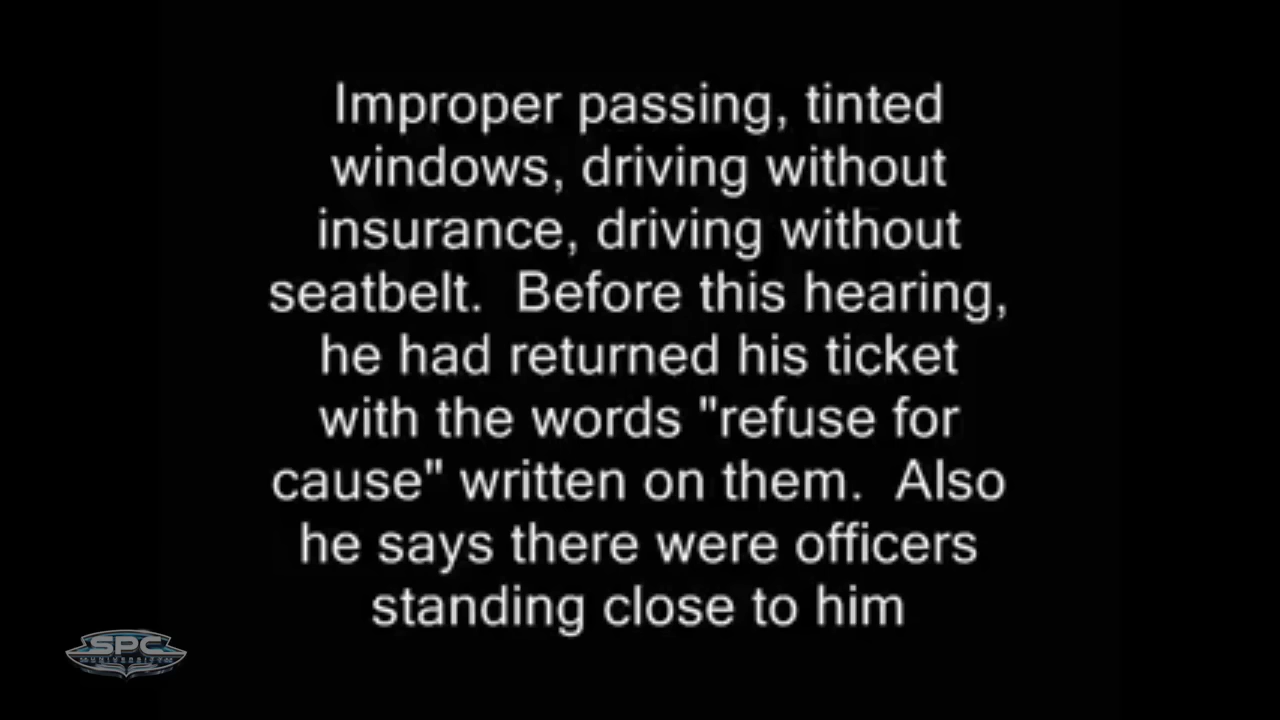 Improper passing, tinted
windows, driving without
insurance, driving without
seatbelt.  Before this hearing,
he had returned his ticket
with the words "refuse for
cause" written on them.  Also
he says there were officers
standing close to him
SPC
UNIVERSITY